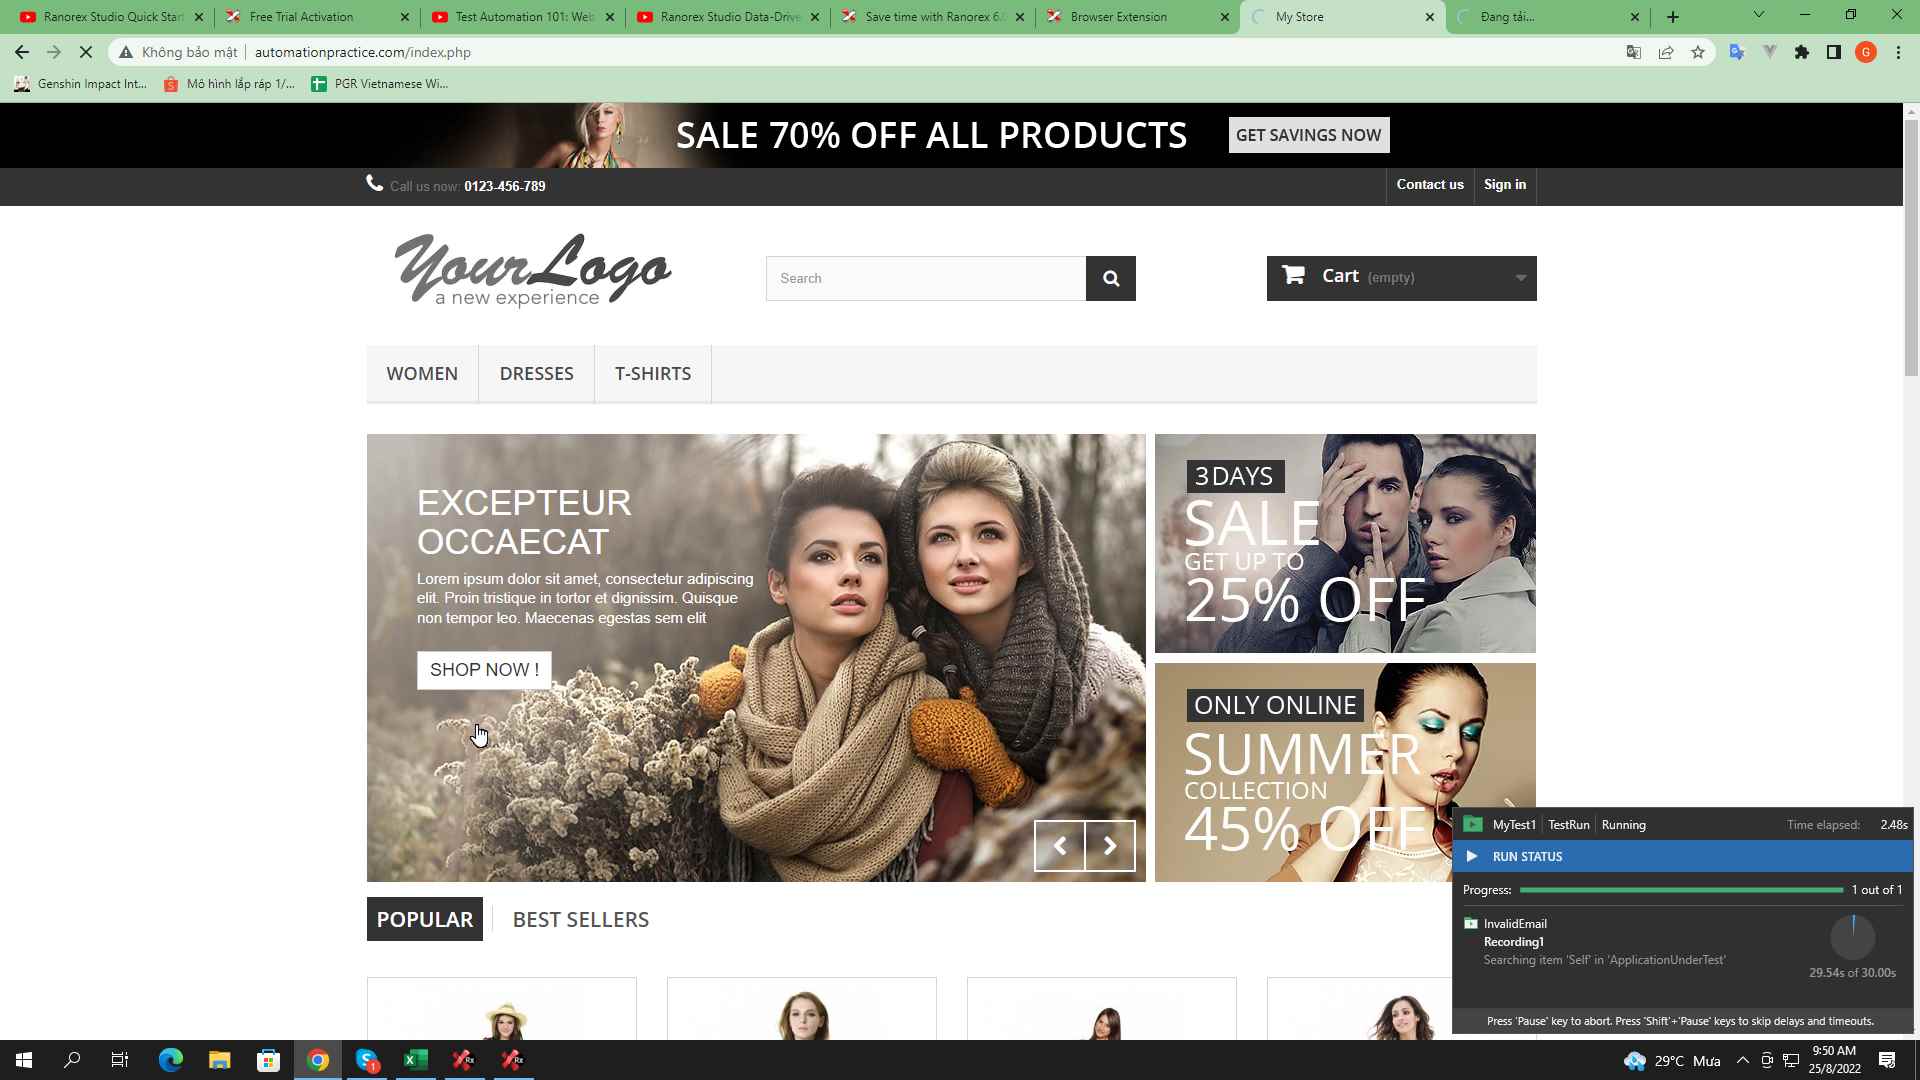 Ranorex Studio Quick Start
Free Trial Activation
Test Automation 101: Web
Ranorex Studio Data-Drive
Save time with Ranorex 6.0
Browser Extension
My Store
Đang tải...
Không bảo mật
automationpractice.com/index.php
G
Genshin Impact Int...
Mô hình lắp ráp 1/...
PGR Vietnamese Wi...
SALE 70% OFF ALL PRODUCTS
GET SAVINGS NOW
Call us now: 0123-456-789
Contact us
Sign in
YourLogo
a new experience
Search
Cart (empty)
WOMEN
DRESSES
T-SHIRTS
EXCEPTEUR
OCCAECAT
Lorem ipsum dolor sit amet, consectetur adipiscing
elit. Proin tristique in tortor et dignissim. Quisque
non tempor leo. Maecenas egestas sem elit
SHOP NOW !
3 DAYS
SALE
GET UP TO
25% OFF
ONLY ONLINE
SUMMER
COLLECTION
45% OFF
POPULAR
BEST SELLERS
MyTest1
TestRun
Running
Time elapsed: 2.48s
RUN STATUS
Progress:
1 out of 1
InvalidEmail
Recording1
Searching item 'Self' in 'ApplicationUnderTest'
29.54s of 30.00s
Press 'Pause' key to abort. Press 'Shift'+'Pause' keys to skip delays and timeouts.
1
Rx
Rx
29°C Mưa
9:50 AM
25/8/2022